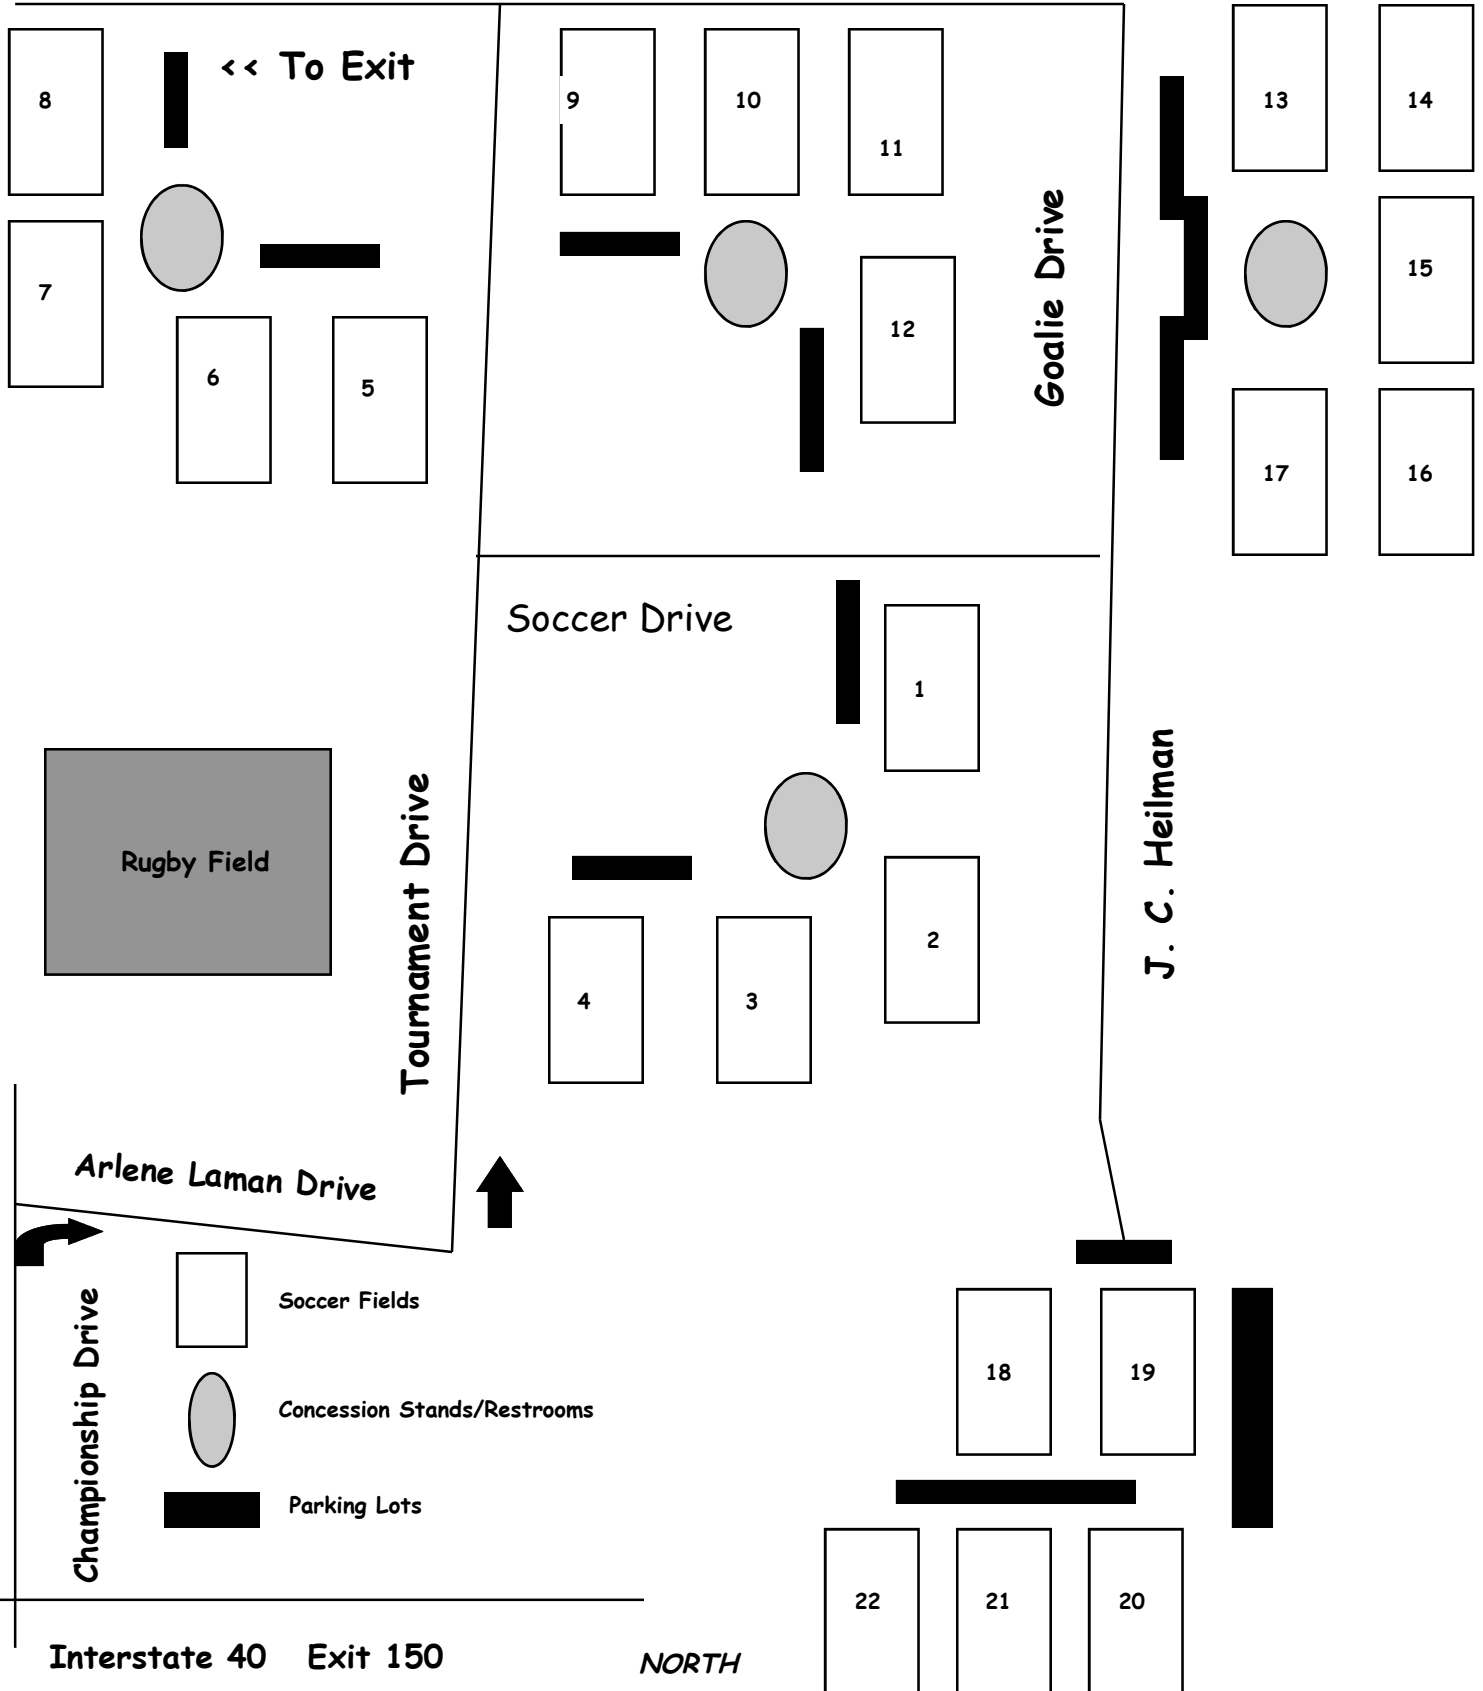 << To Exit
8
9
10
11
13
14
7
6
5
12
Goalie Drive
15
17
16
Soccer Drive
1
Rugby Field
Tournament Drive
J. C. Heilman
2
4
3
Arlene Laman Drive
Championship Drive
Soccer Fields
Concession Stands/Restrooms
Parking Lots
18
19
22
21
20
Interstate 40 Exit 150
NORTH